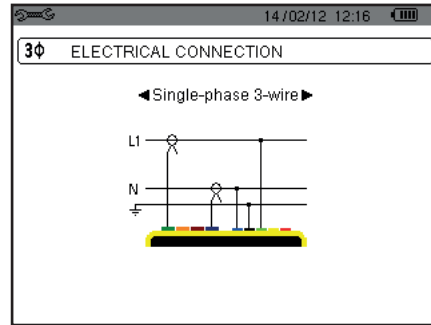 14/02/12 12:16
3Φ ELECTRICAL CONNECTION
◄Single-phase 3-wire►
L1
N